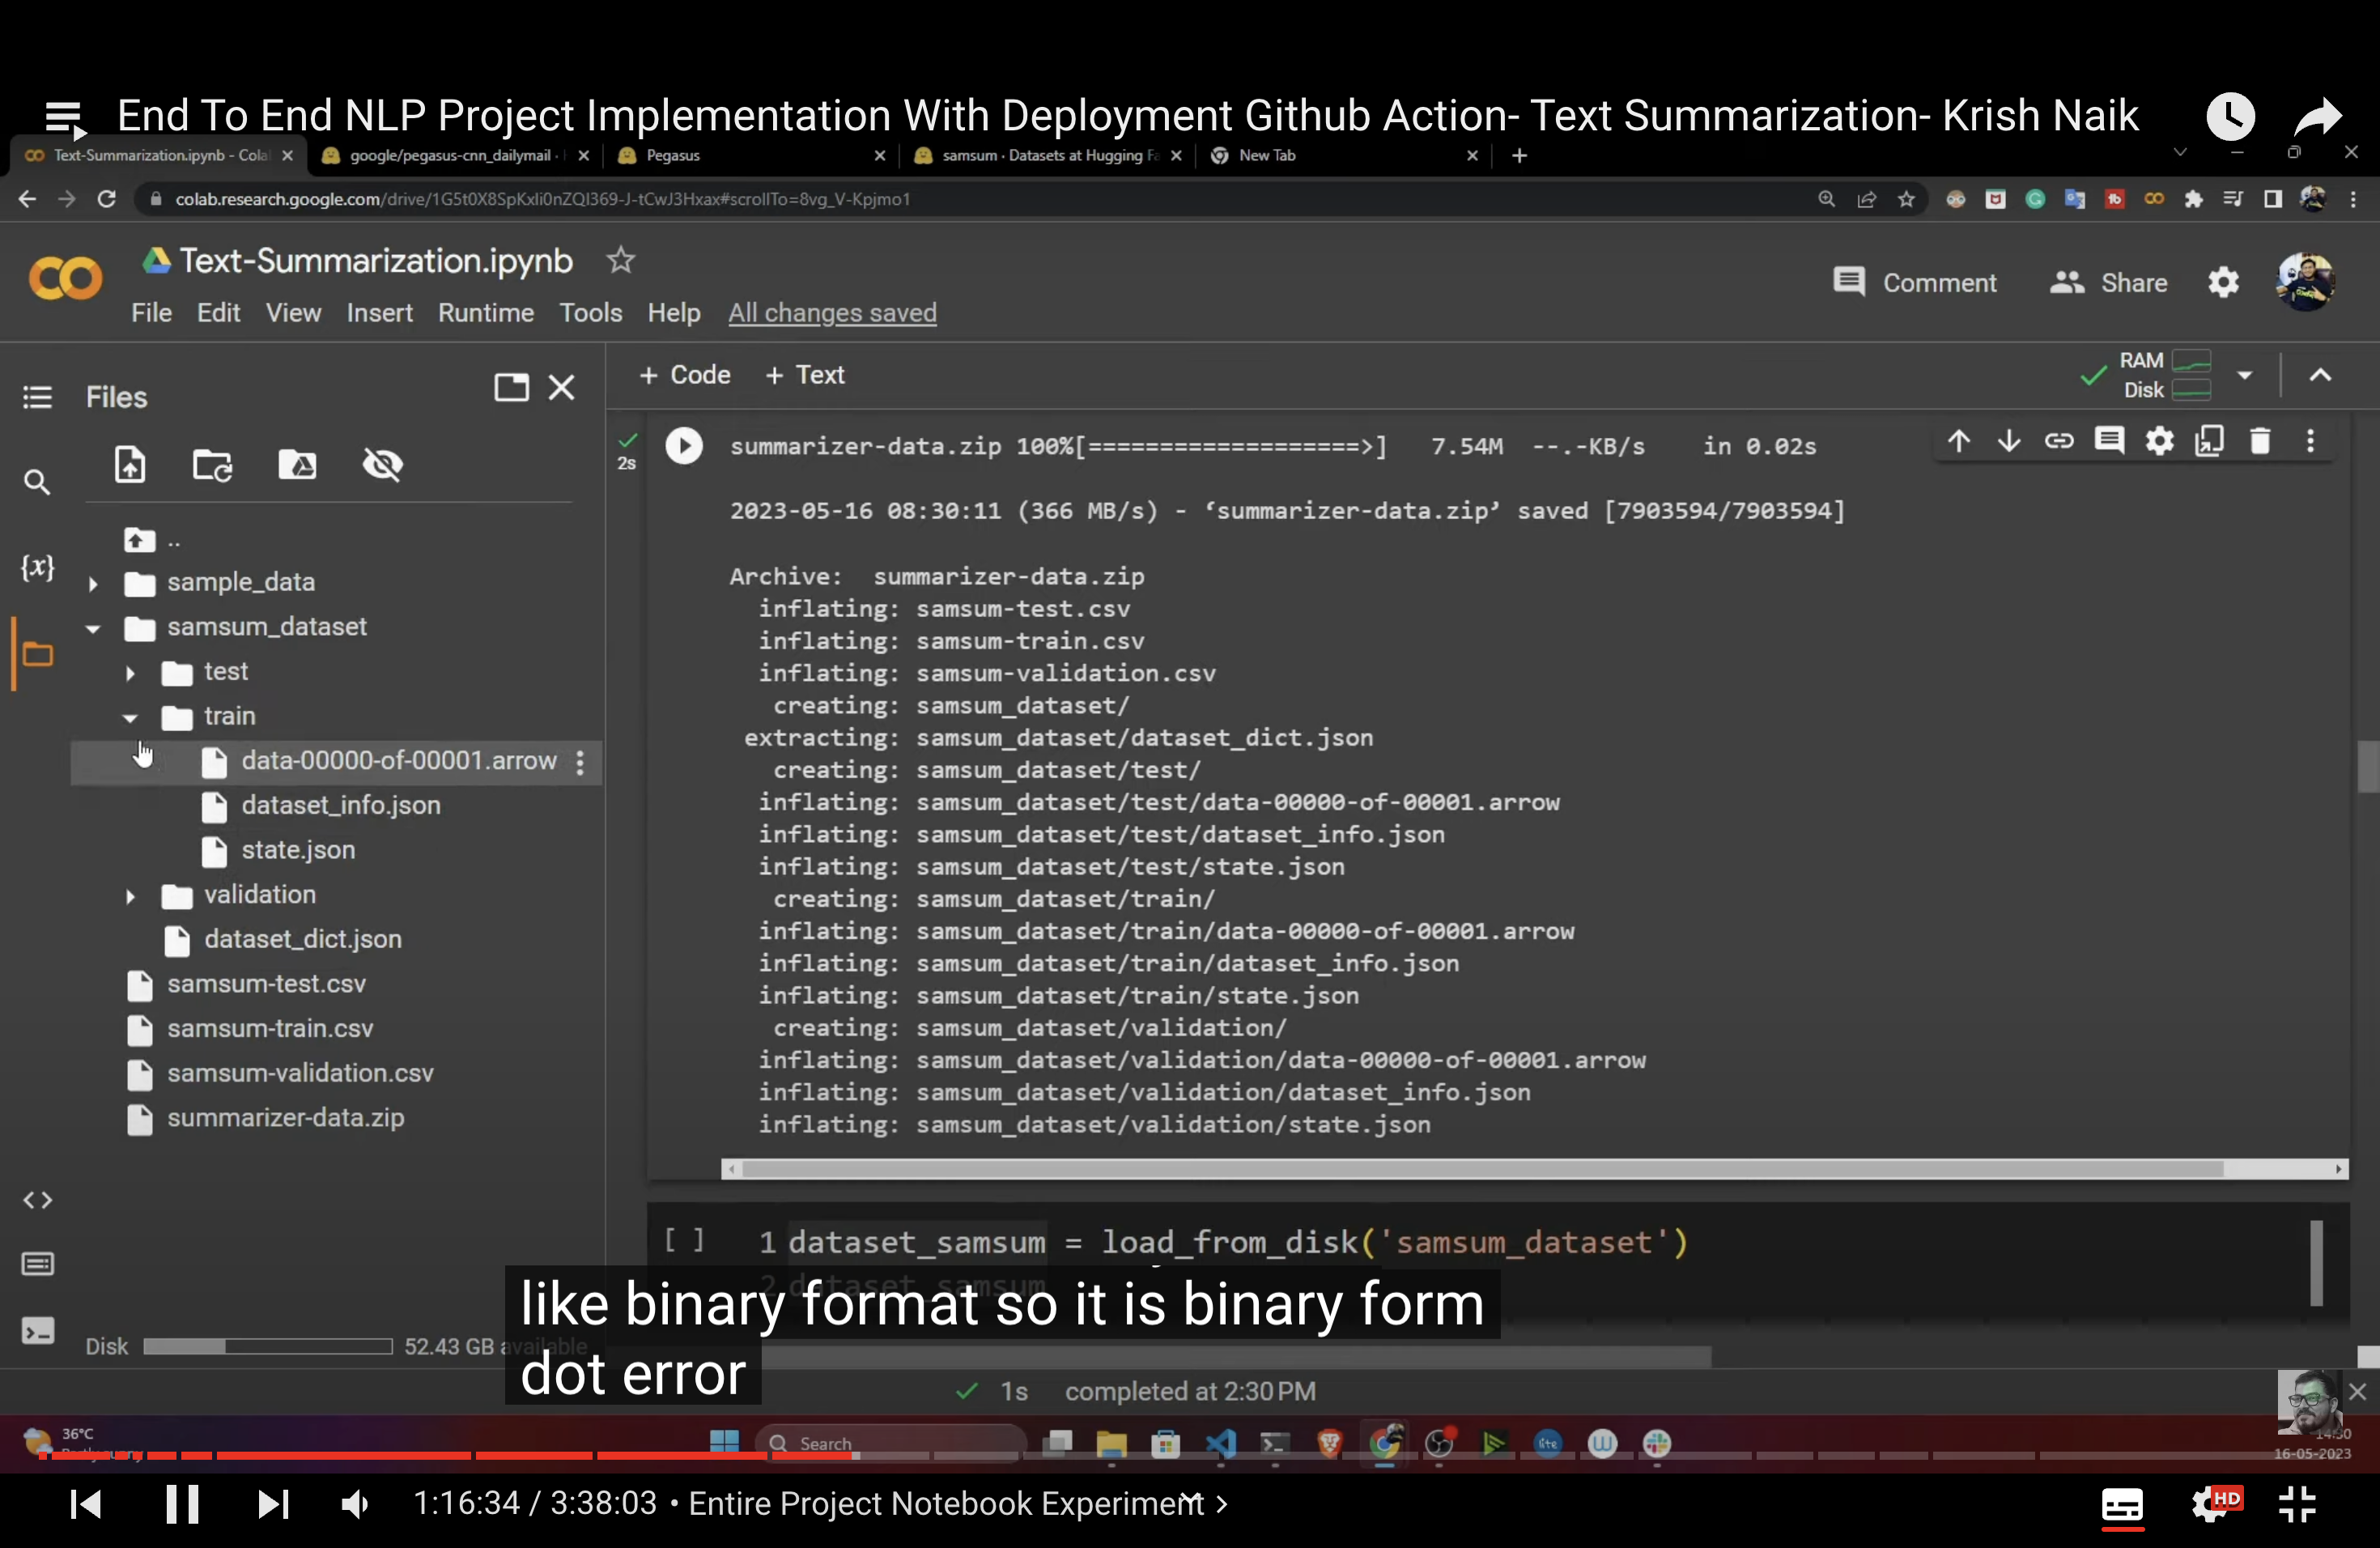 End To End NLP Project Implementation With Deployment Github Action- Text Summarization- Krish Naik
Text-Summarization.ipynb - Cola
google/pegasus-cnn_dailymail ·
Pegasus
samsum · Datasets at Hugging Fa
New Tab
colab.research.google.com/drive/1G5t0X8SpKxIi0nZQI369-J-tCwJ3Hxax#scrollTo=8vg_V-Kpjmo1
Text-Summarization.ipynb
File Edit View Insert Runtime Tools Help All changes saved
Comment
Share
Files
+ Code + Text
RAM
Disk
..
sample_data
samsum_dataset
test
train
data-00000-of-00001.arrow
dataset_info.json
state.json
validation
dataset_dict.json
samsum-test.csv
samsum-train.csv
samsum-validation.csv
summarizer-data.zip
Disk 52.43 GB available
2s
summarizer-data.zip 100%[===================>] 7.54M --.-KB/s in 0.02s
2023-05-16 08:30:11 (366 MB/s) - ‘summarizer-data.zip’ saved [7903594/7903594]
Archive: summarizer-data.zip
inflating: samsum-test.csv
inflating: samsum-train.csv
inflating: samsum-validation.csv
creating: samsum_dataset/
extracting: samsum_dataset/dataset_dict.json
creating: samsum_dataset/test/
inflating: samsum_dataset/test/data-00000-of-00001.arrow
inflating: samsum_dataset/test/dataset_info.json
inflating: samsum_dataset/test/state.json
creating: samsum_dataset/train/
inflating: samsum_dataset/train/data-00000-of-00001.arrow
inflating: samsum_dataset/train/dataset_info.json
inflating: samsum_dataset/train/state.json
creating: samsum_dataset/validation/
inflating: samsum_dataset/validation/data-00000-of-00001.arrow
inflating: samsum_dataset/validation/dataset_info.json
inflating: samsum_dataset/validation/state.json
[ ] 1 dataset_samsum = load_from_disk('samsum_dataset')
2 dataset_samsum
like binary format so it is binary form
dot error
1s completed at 2:30 PM
36°C
Search
14:30
16-05-2023
1:16:34 / 3:38:03 • Entire Project Notebook Experiment
HD